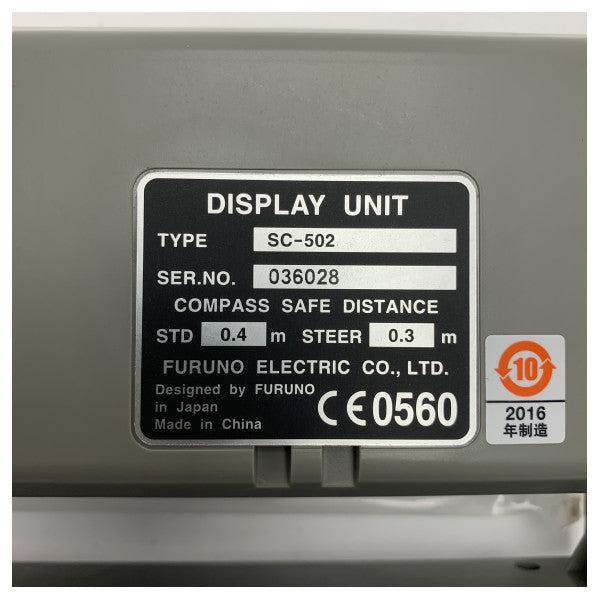 DISPLAY UNIT
TYPE SC-502
SER.NO. 036028
COMPASS SAFE DISTANCE
STD 0.4 m STEER 0.3 m
FURUNO ELECTRIC CO., LTD.
Designed by FURUNO
in Japan
Made in China
CE0560
10
2016
年制造